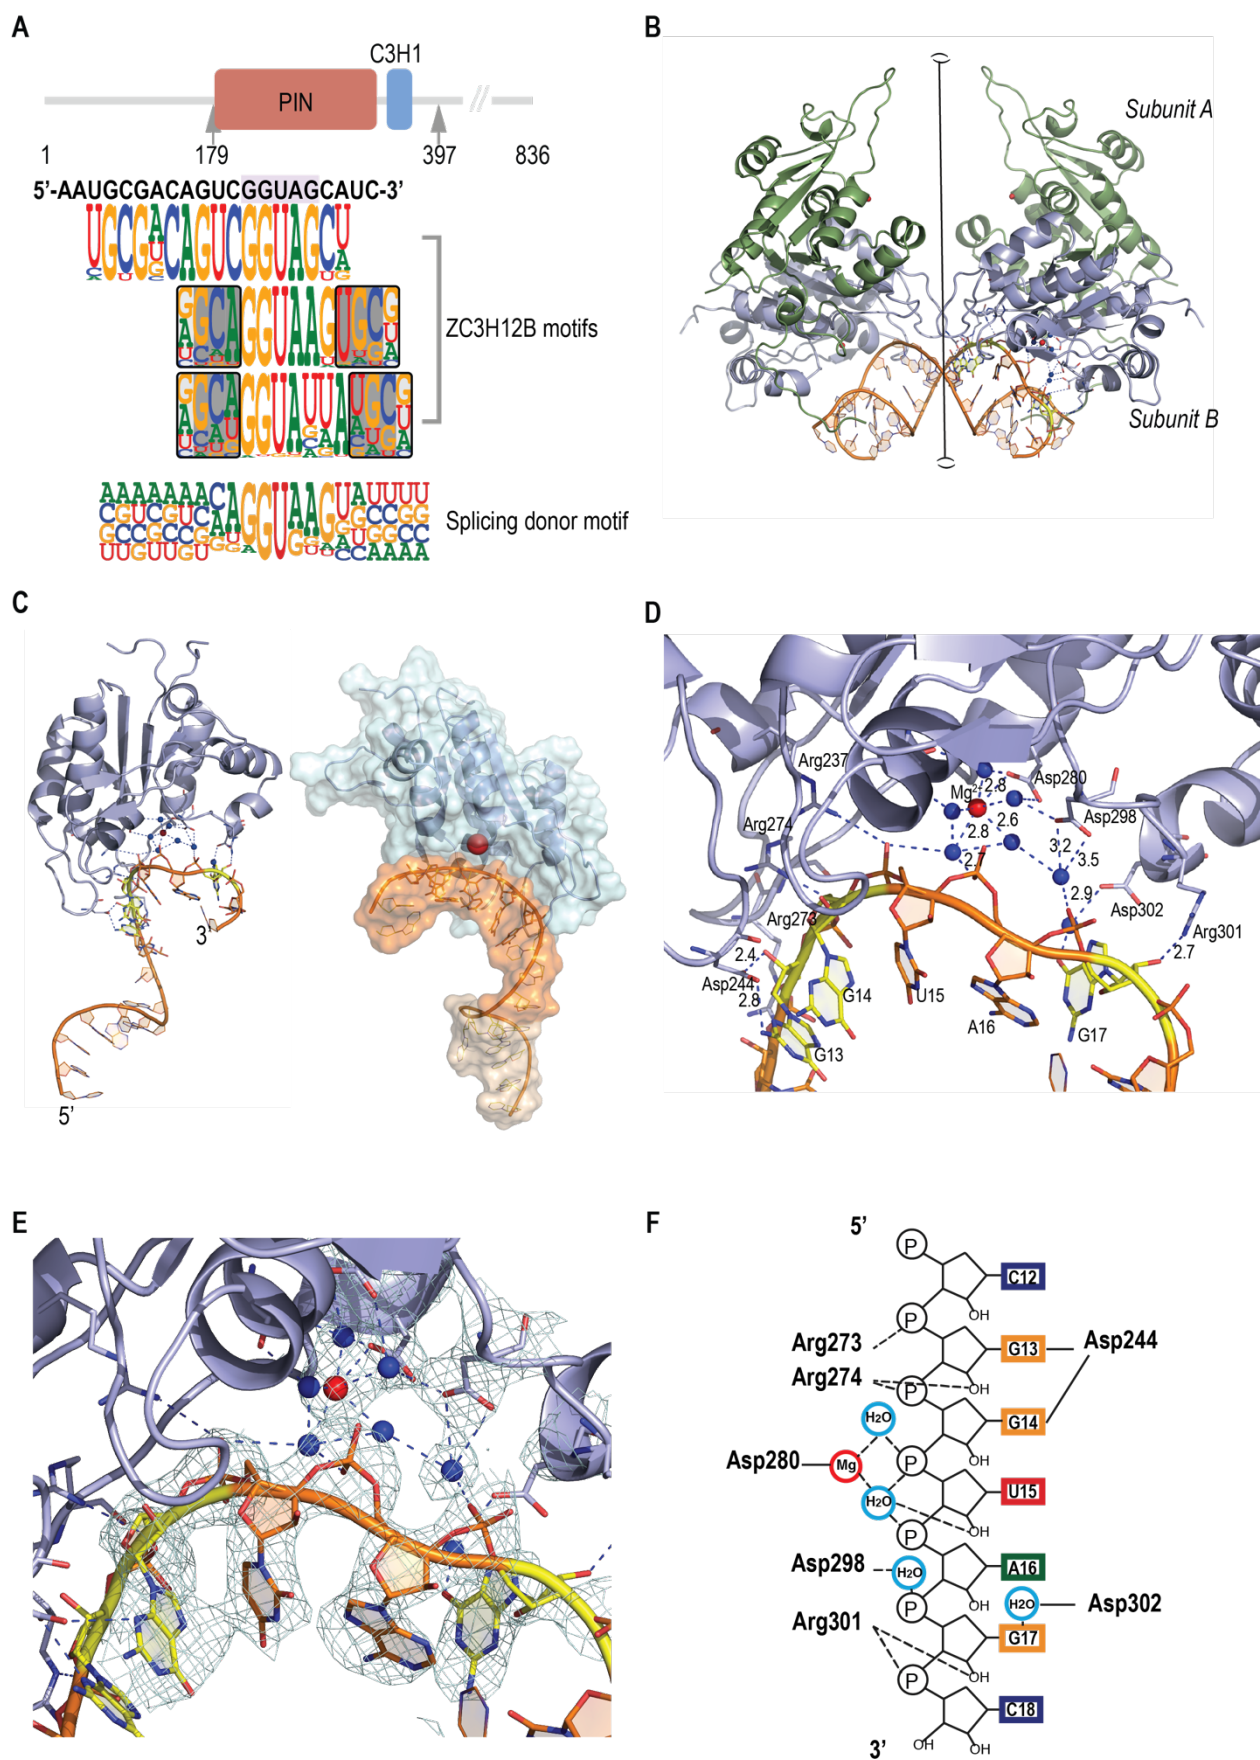 A
C3H1
PIN
1
179
397
836
5'-AAUGCGACAGUCGGUAGCAUC-3'
ZC3H12B motifs
Splicing donor motif
B
Subunit A
Subunit B
C
3'
5'
D
Arg237
Mg2+
2.8
Asp280
2.6
Asp298
Arg274
2.8
3.2
2.7
3.5
2.9
Asp302
Arg273
Arg301
2.4
2.7
Asp244
G14
U15
2.8
A16
G17
G13
E
F
5'
P
C12
OH
P
Arg273
G13
Asp244
Arg274
OH
P
H2O
G14
P
OH
Asp280
Mg
H2O
U15
OH
P
Asp298
H2O
A16
H2O
Asp302
P
OH
Arg301
G17
OH
P
C18
3'
OH
OH